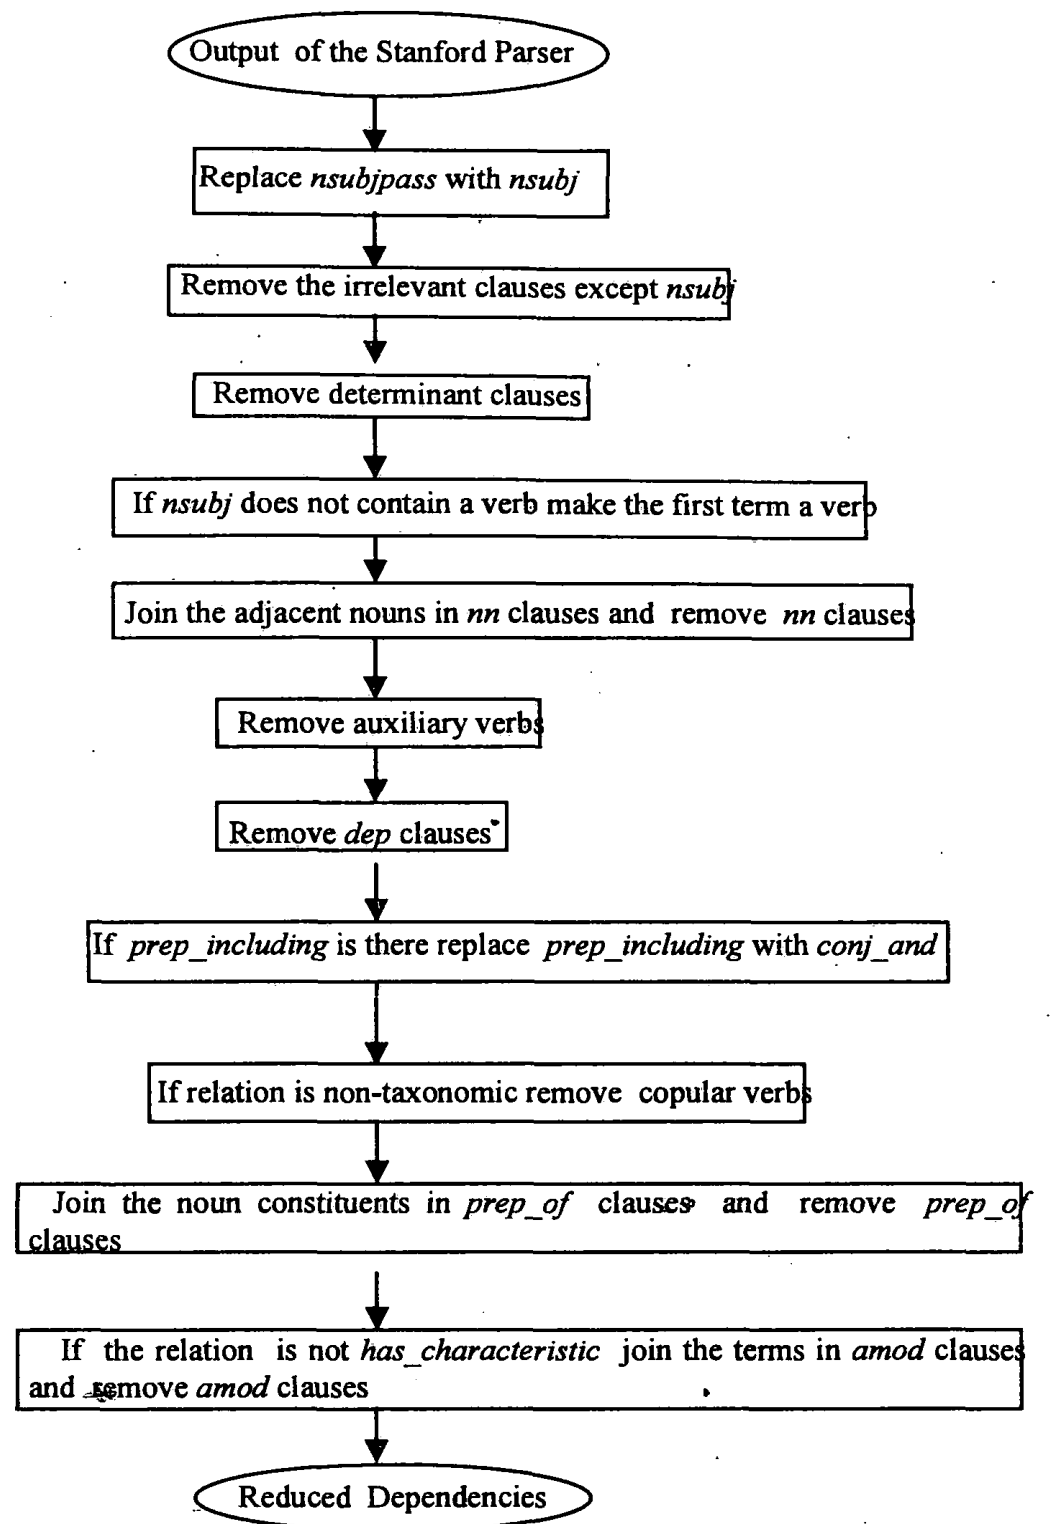 Output of the Stanford Parser
Replace nsubjpass with nsubj
Remove the irrelevant clauses except nsubj
Remove determinant clauses
If nsubj does not contain a verb make the first term a verb
Join the adjacent nouns in nn clauses and remove nn clauses
Remove auxiliary verbs
Remove dep clauses
If prep_including is there replace prep_including with conj_and
If relation is non-taxonomic remove copular verbs
Join the noun constituents in prep_of clauses and remove prep_of
clauses
If the relation is not has_characteristic join the terms in amod clauses
and remove amod clauses
Reduced Dependencies